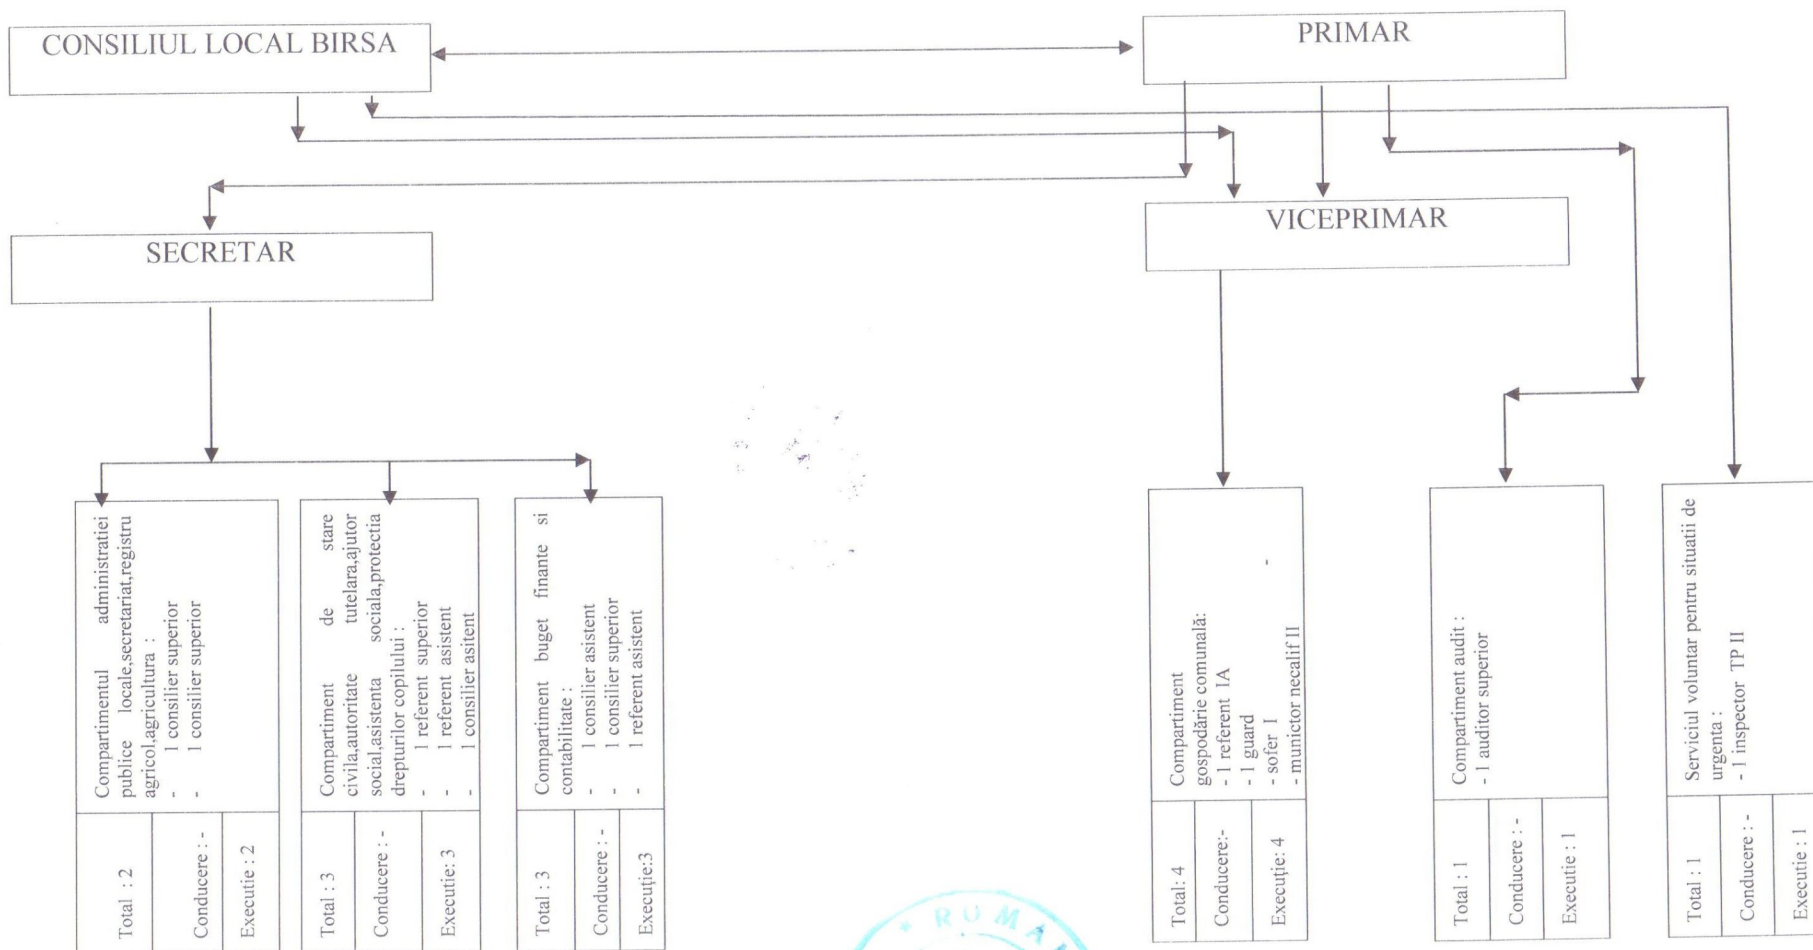 CONSILIUL LOCAL BIRSA
PRIMAR
SECRETAR
VICEPRIMAR
Compartimentul administratiei
publice locale,secretariat,registru
agricol,agricultura :
- 1 consilier superior
- 1 consilier superior
Total : 2
Conducere : -
Executie : 2
Compartiment de stare
civila,autoritate tutelara,ajutor
social,asistenta sociala,protectia
drepturilor copilului :
- 1 referent superior
- 1 referent asistent
- 1 consilier asitent
Total : 3
Conducere : -
Executie: 3
Compartiment buget finante si
contabilitate :
- 1 consilier asistent
- 1 consilier superior
- 1 referent asistent
Total : 3
Conducere : -
Execuţie:3
Compartiment
gospodărie comunală:
- 1 referent IA
- 1 guard
- sofer I -
- munictor necalif II
Total: 4
Conducere:-
Execuţie: 4
Compartiment audit :
- 1 auditor superior
Total : 1
Conducere : -
Executie : 1
Serviciul voluntar pentru situatii de
urgenta :
- 1 inspector TP II
Total : 1
Conducere : -
Executie : 1